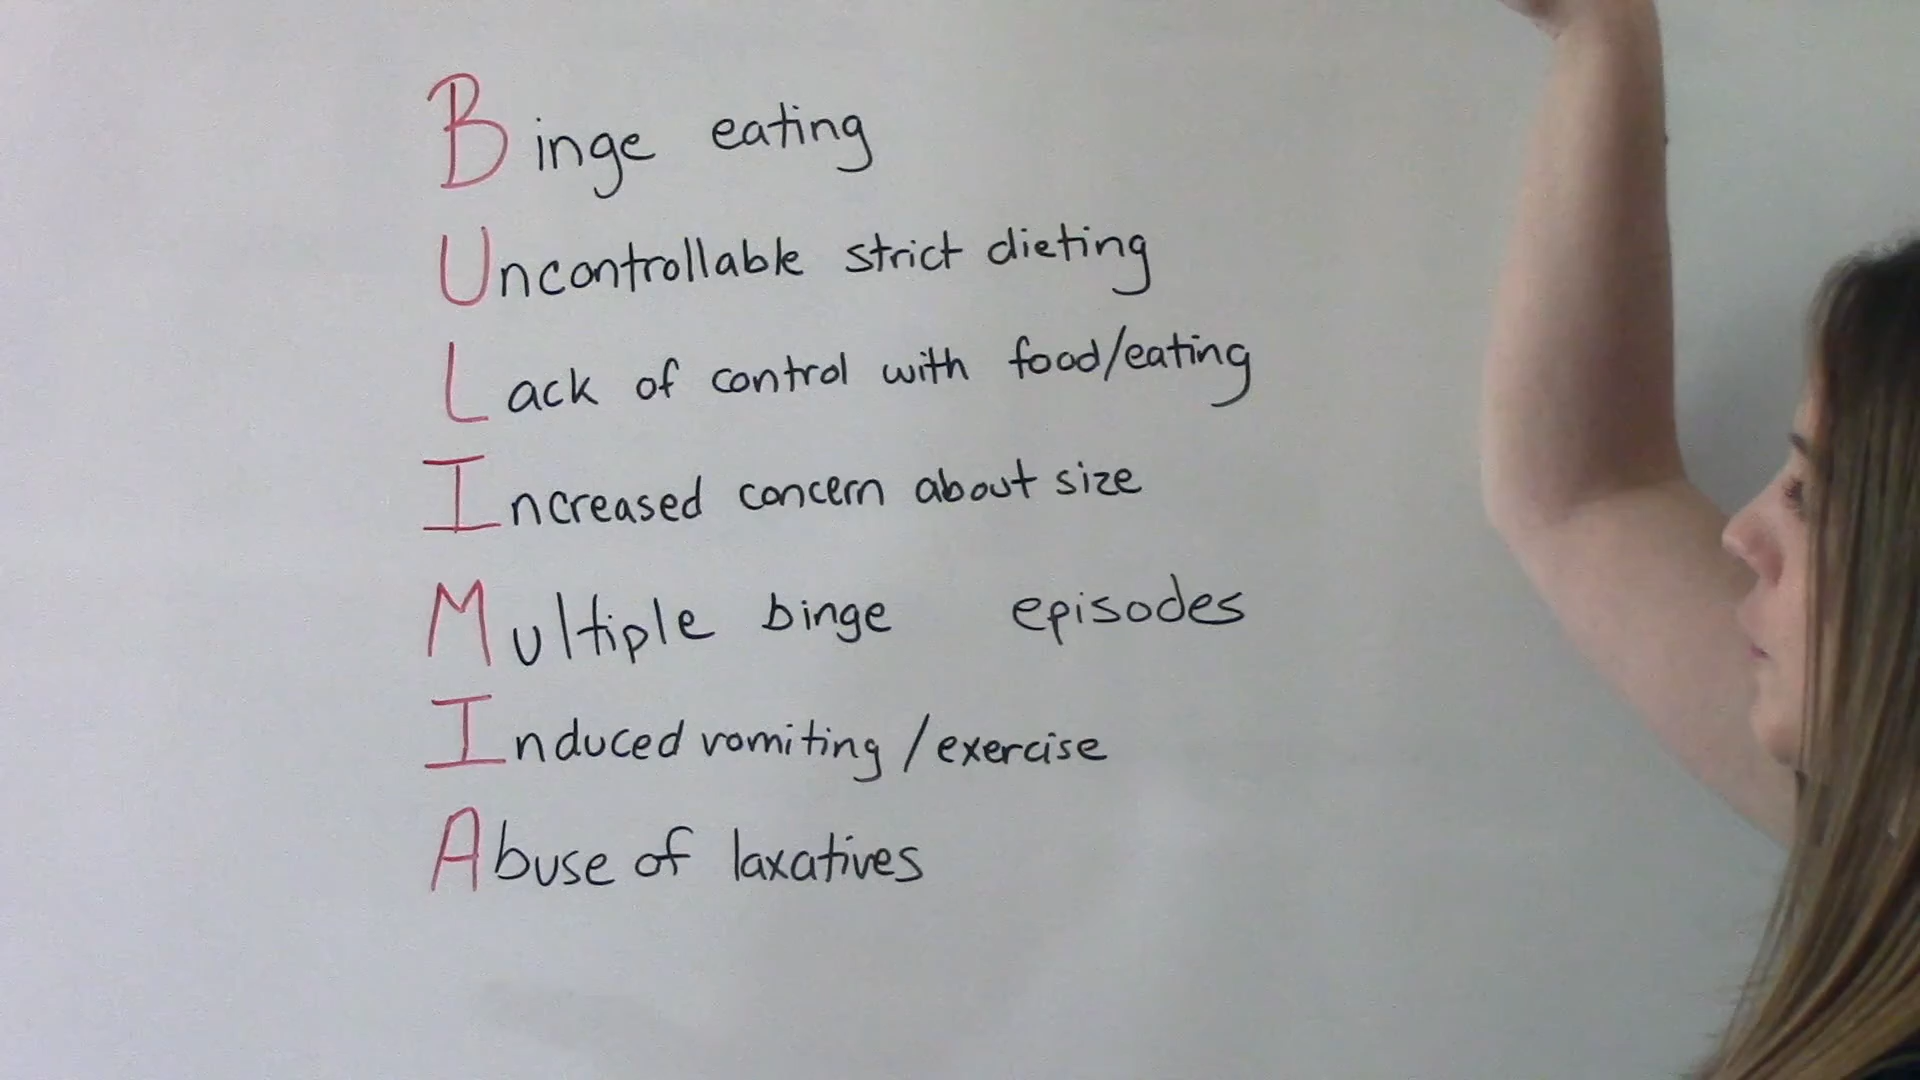 Binge eating
Uncontrollable strict dieting
Lack of control with food/eating
Increased concern about size
Multiple binge episodes
Induced vomiting / exercise
Abuse of laxatives